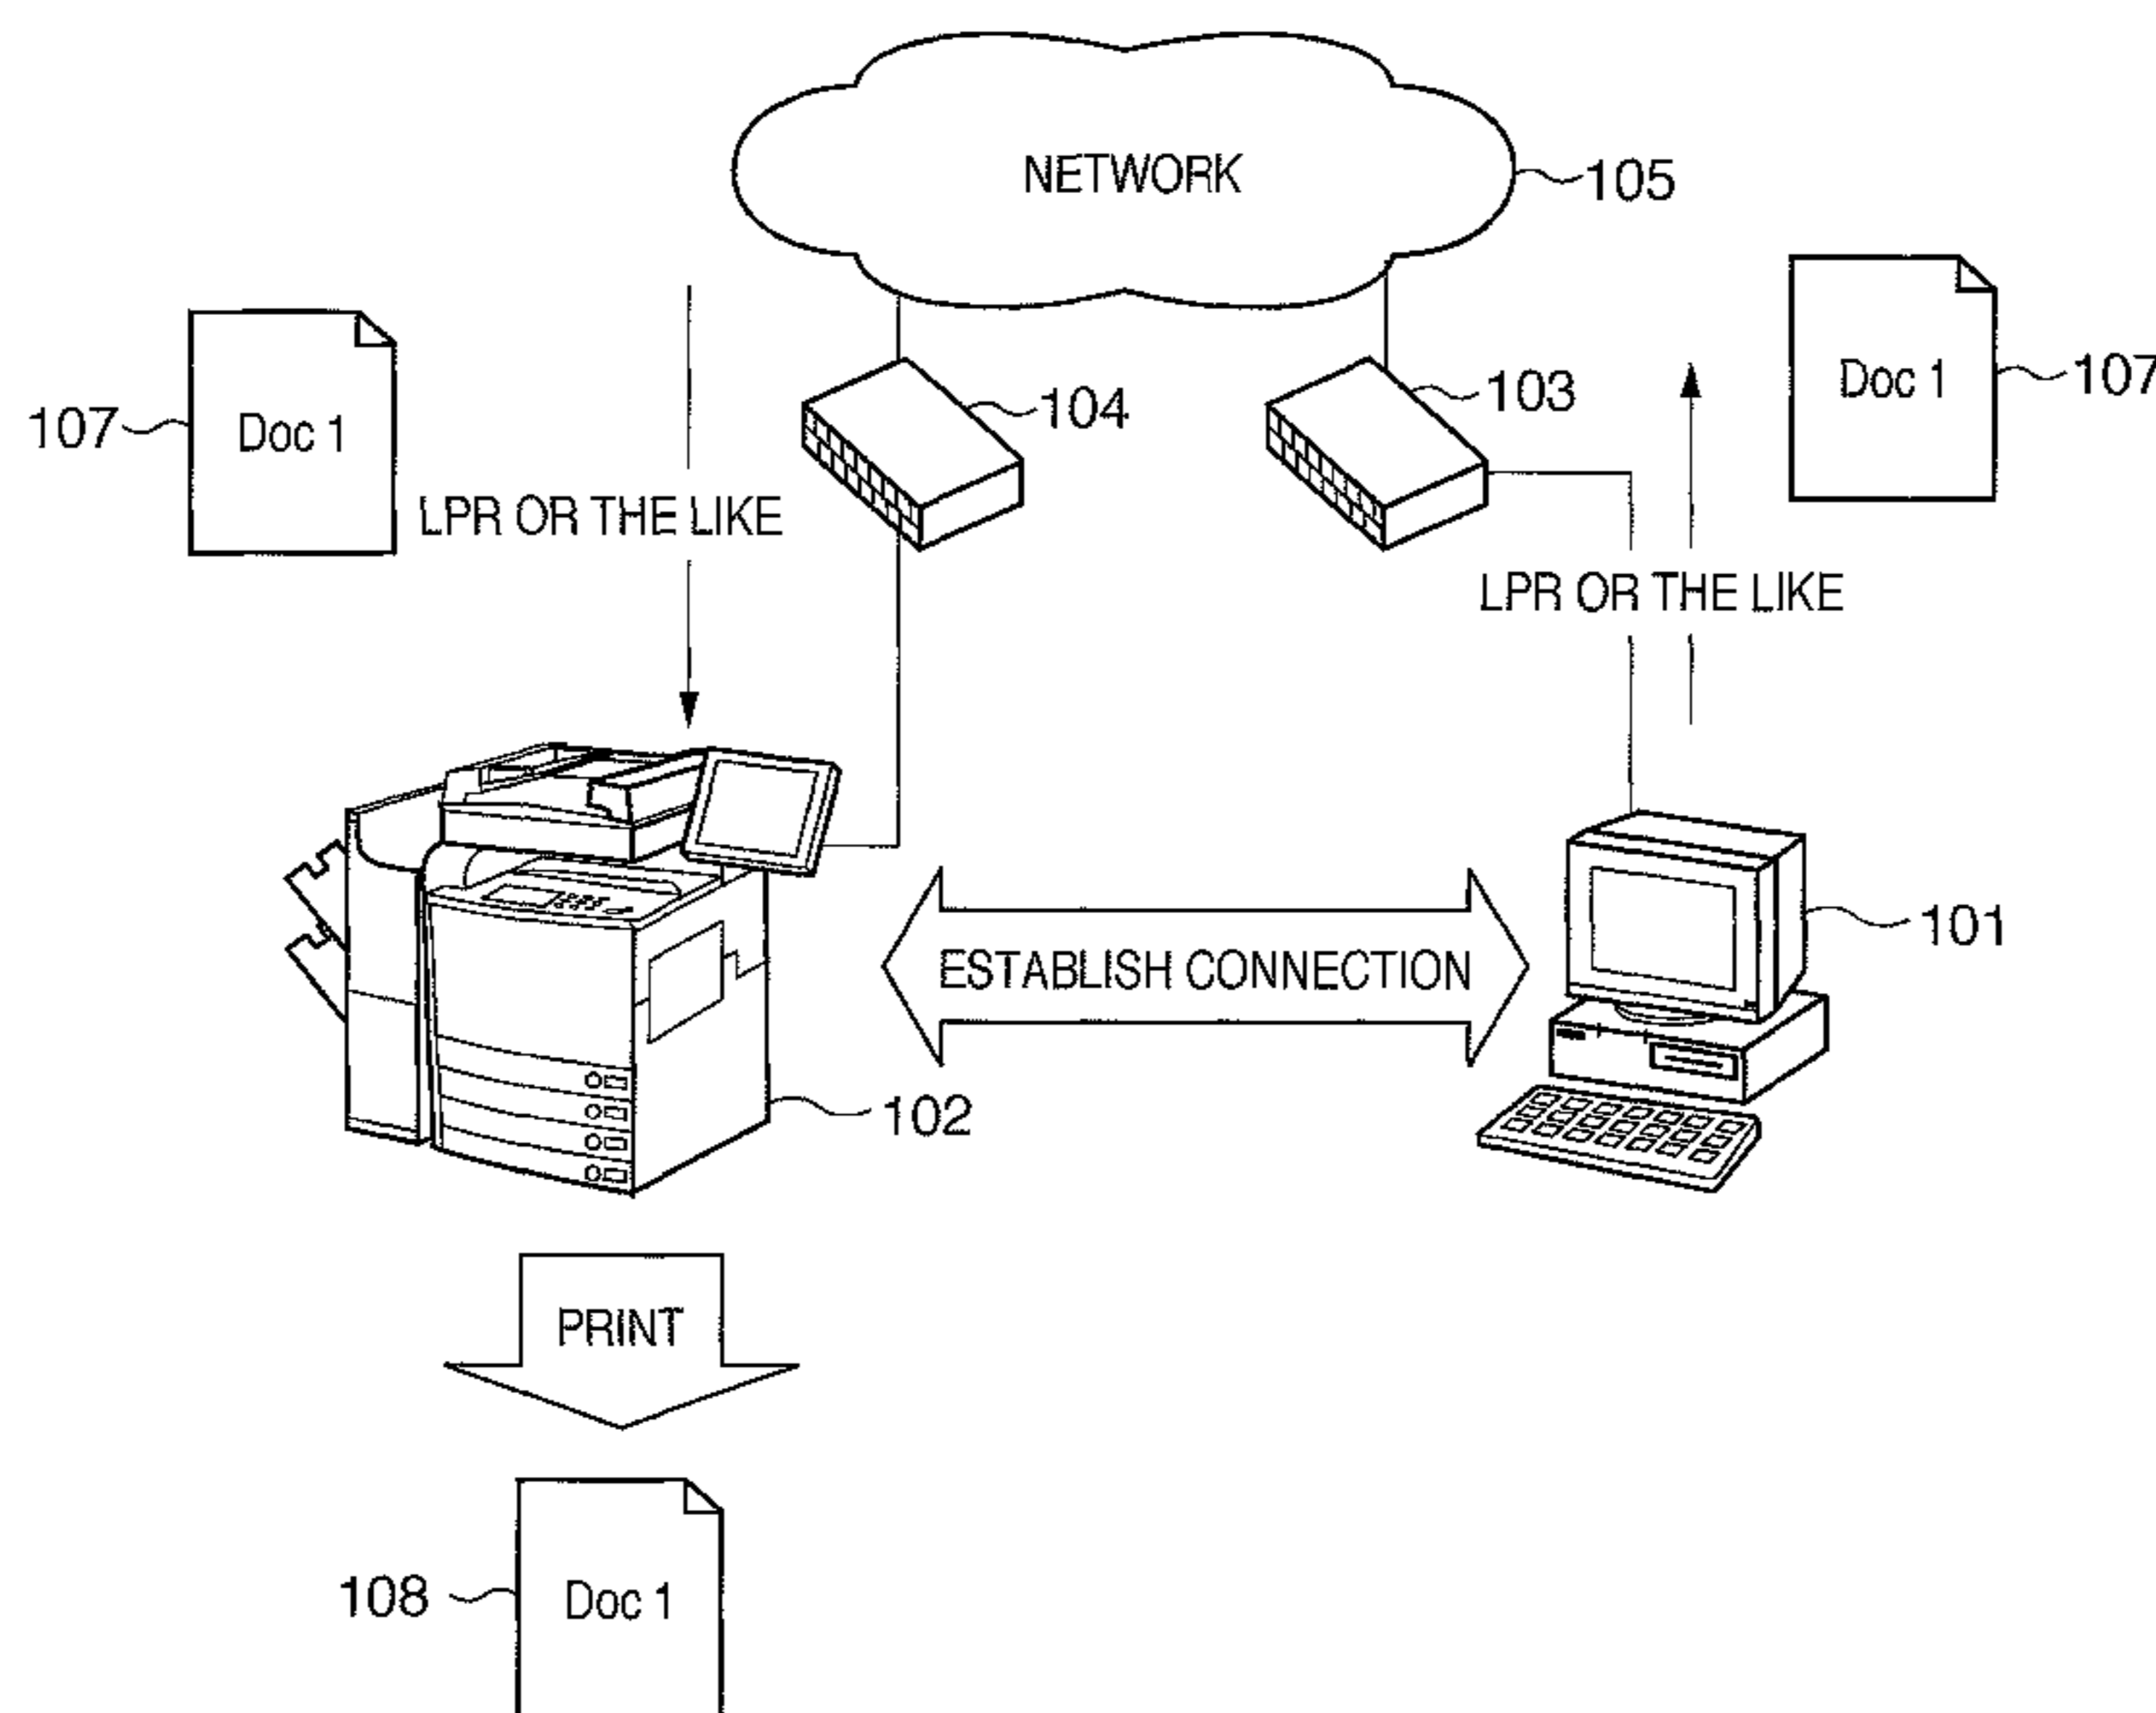 NETWORK
105
107
Doc 1
LPR OR THE LIKE
104
103
Doc 1
107
LPR OR THE LIKE
ESTABLISH CONNECTION
101
102
PRINT
108
Doc 1